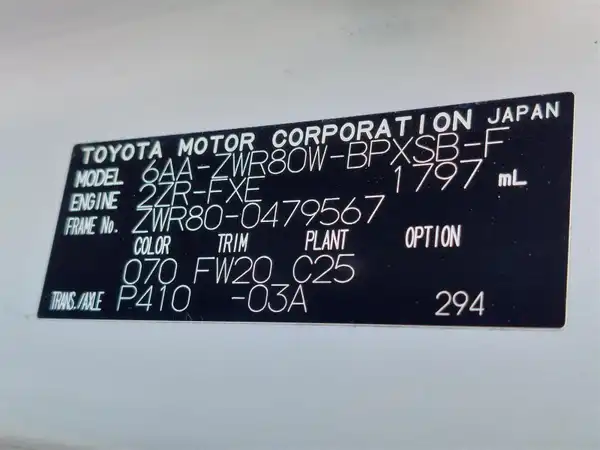 TOYOTA MOTOR CORPORATION JAPAN
MODEL 6AA-ZWR80W-BPXSB-F
ENGINE 2ZR-FXE 1797 mL
FRAME No. ZWR80-0479567
COLOR TRIM PLANT OPTION
070 FW20 C25
TRANS./AXLE P410 -03A 294